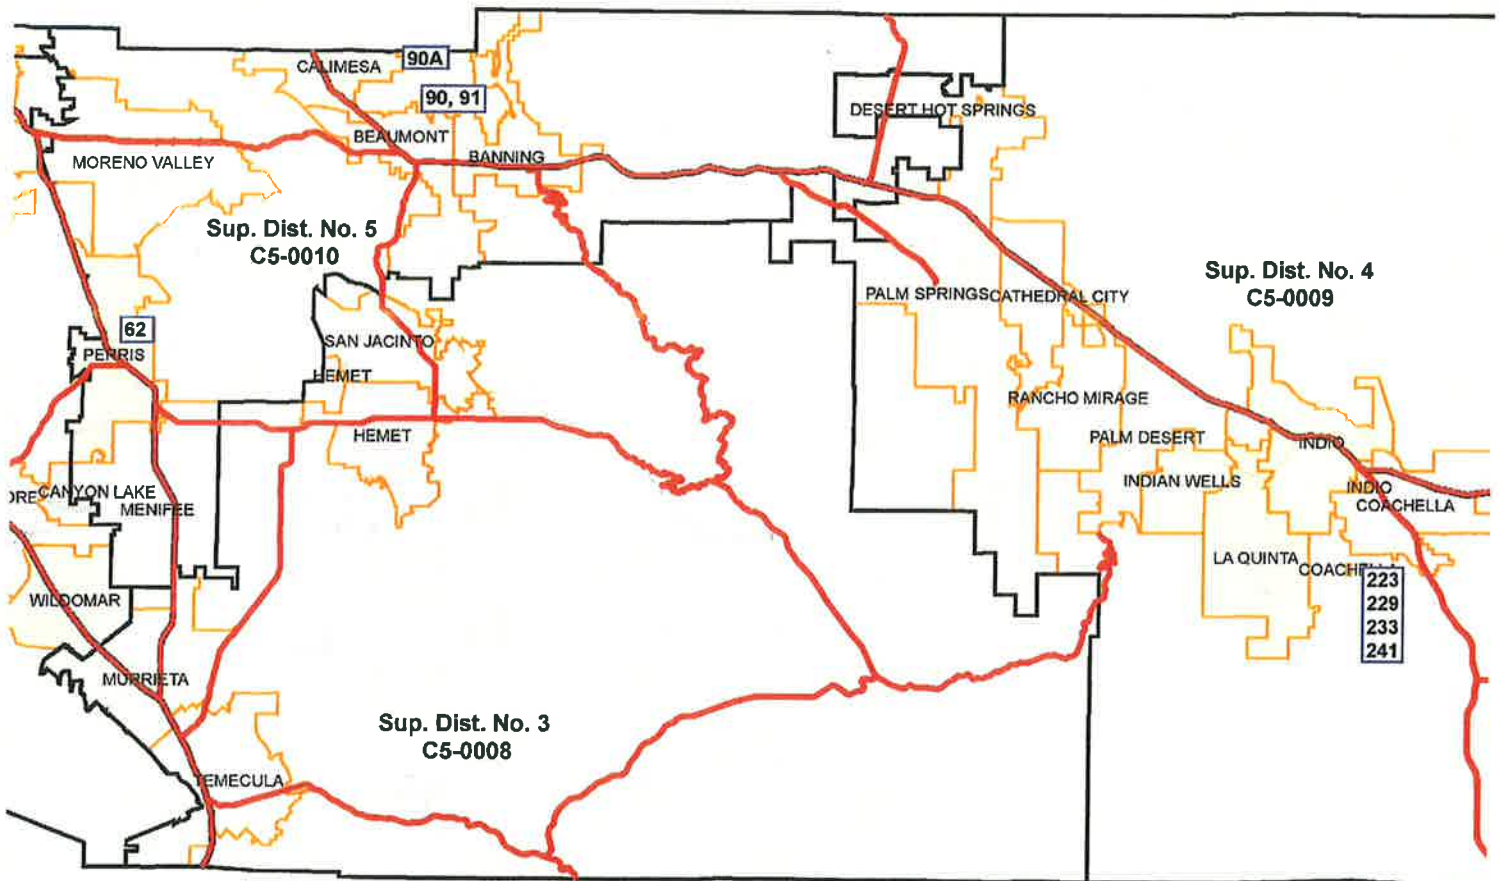 CALIMESA
90A
90, 91
DESERT HOT SPRINGS
BEAUMONT
BANNING
MORENO VALLEY
Sup. Dist. No. 5
C5-0010
Sup. Dist. No. 4
C5-0009
PALM SPRINGS
CATHEDRAL CITY
62
SAN JACINTO
PERRIS
HEMET
RANCHO MIRAGE
HEMET
PALM DESERT
INDIO
INDIAN WELLS
INDIO
ORE
CANYON LAKE
MENIFEE
COACHELLA
LA QUINTA
COACHELLA
223
229
233
241
WILDOMAR
MURRIETA
Sup. Dist. No. 3
C5-0008
TEMECULA